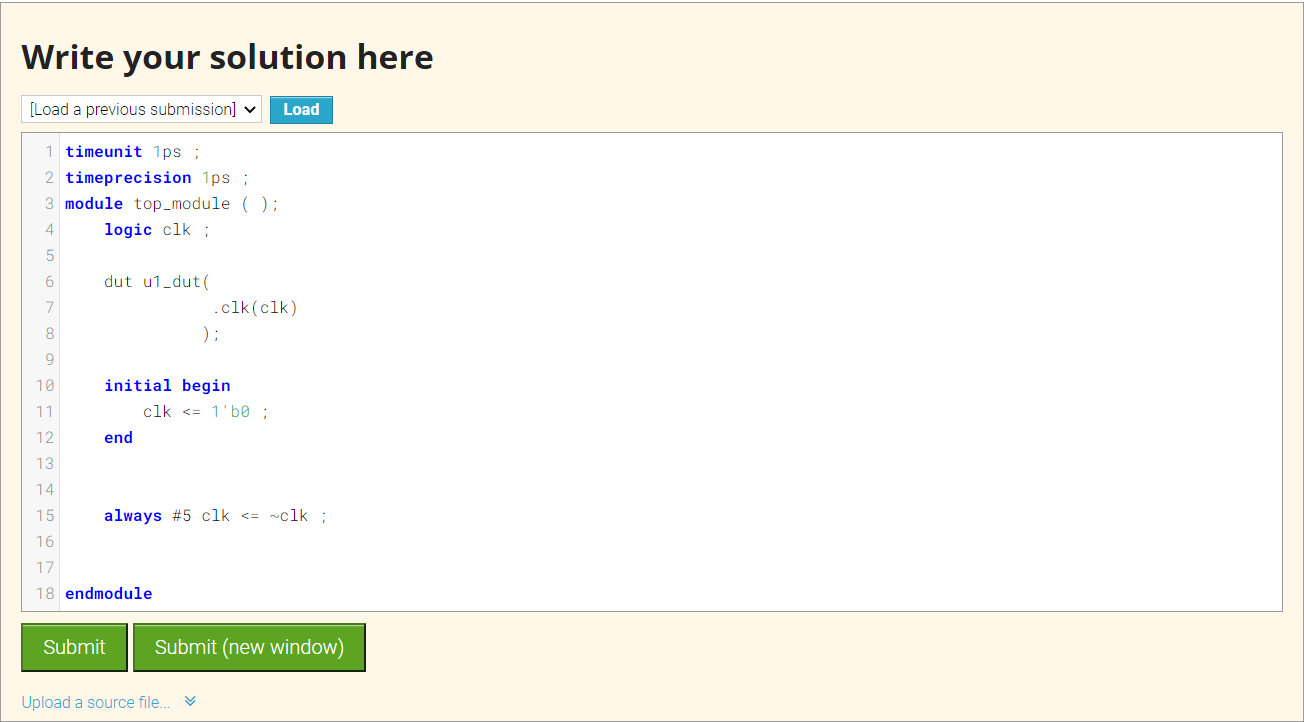 Write your solution here
[Load a previous submission] Load
1 timeunit 1ps ;
2 timeprecision 1ps ;
3 module top_module ( );
4     logic clk ;
5
6     dut u1_dut(
7                .clk(clk)
8               );
9
10     initial begin
11         clk <= 1'b0 ;
12     end
13
14
15     always #5 clk <= ~clk ;
16
17
18 endmodule
Submit Submit (new window)
Upload a source file...